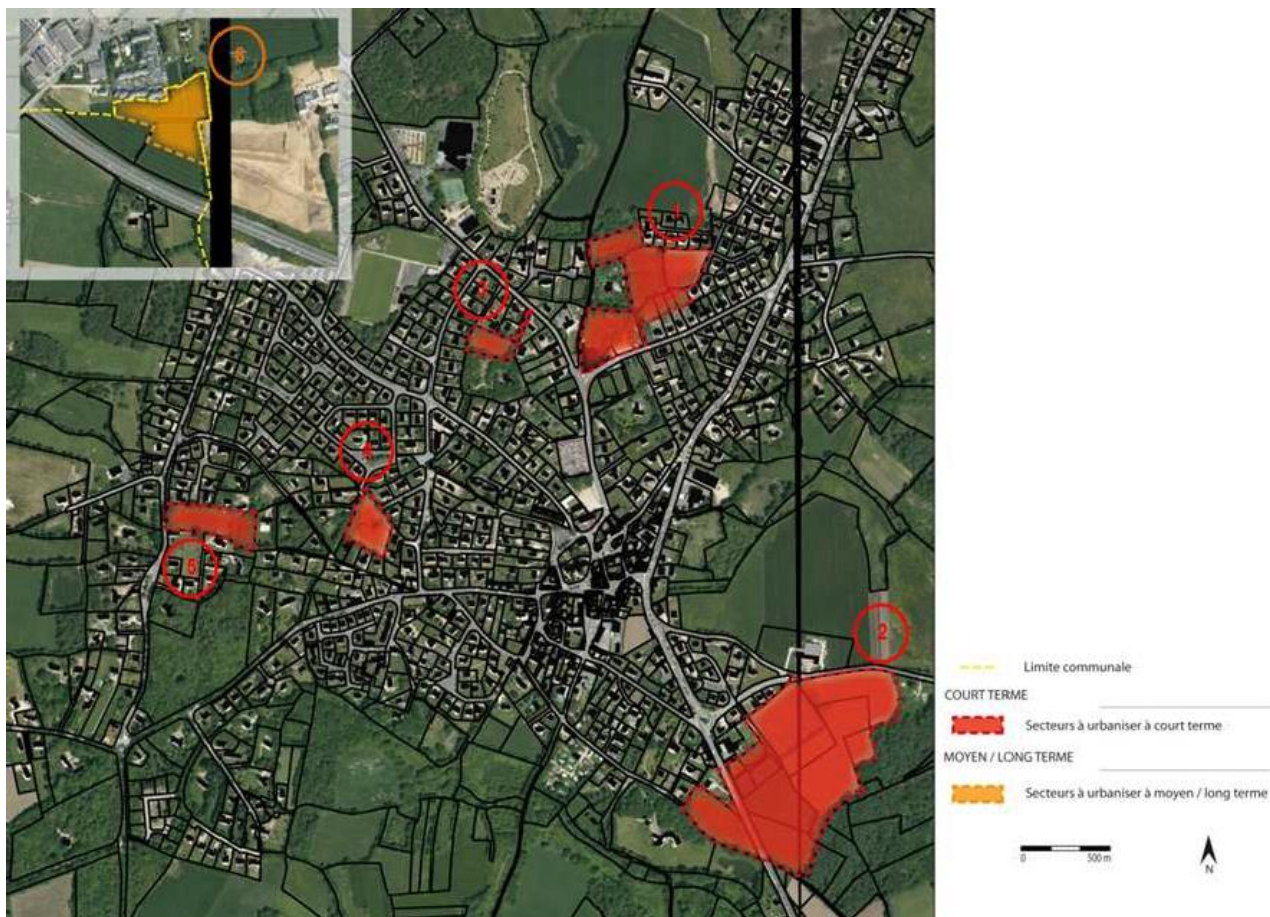 6
1
3
4
5
2
Limite communale
COURT TERME
Secteurs à urbaniser à court terme
MOYEN / LONG TERME
Secteurs à urbaniser à moyen / long terme
0 500 m
N